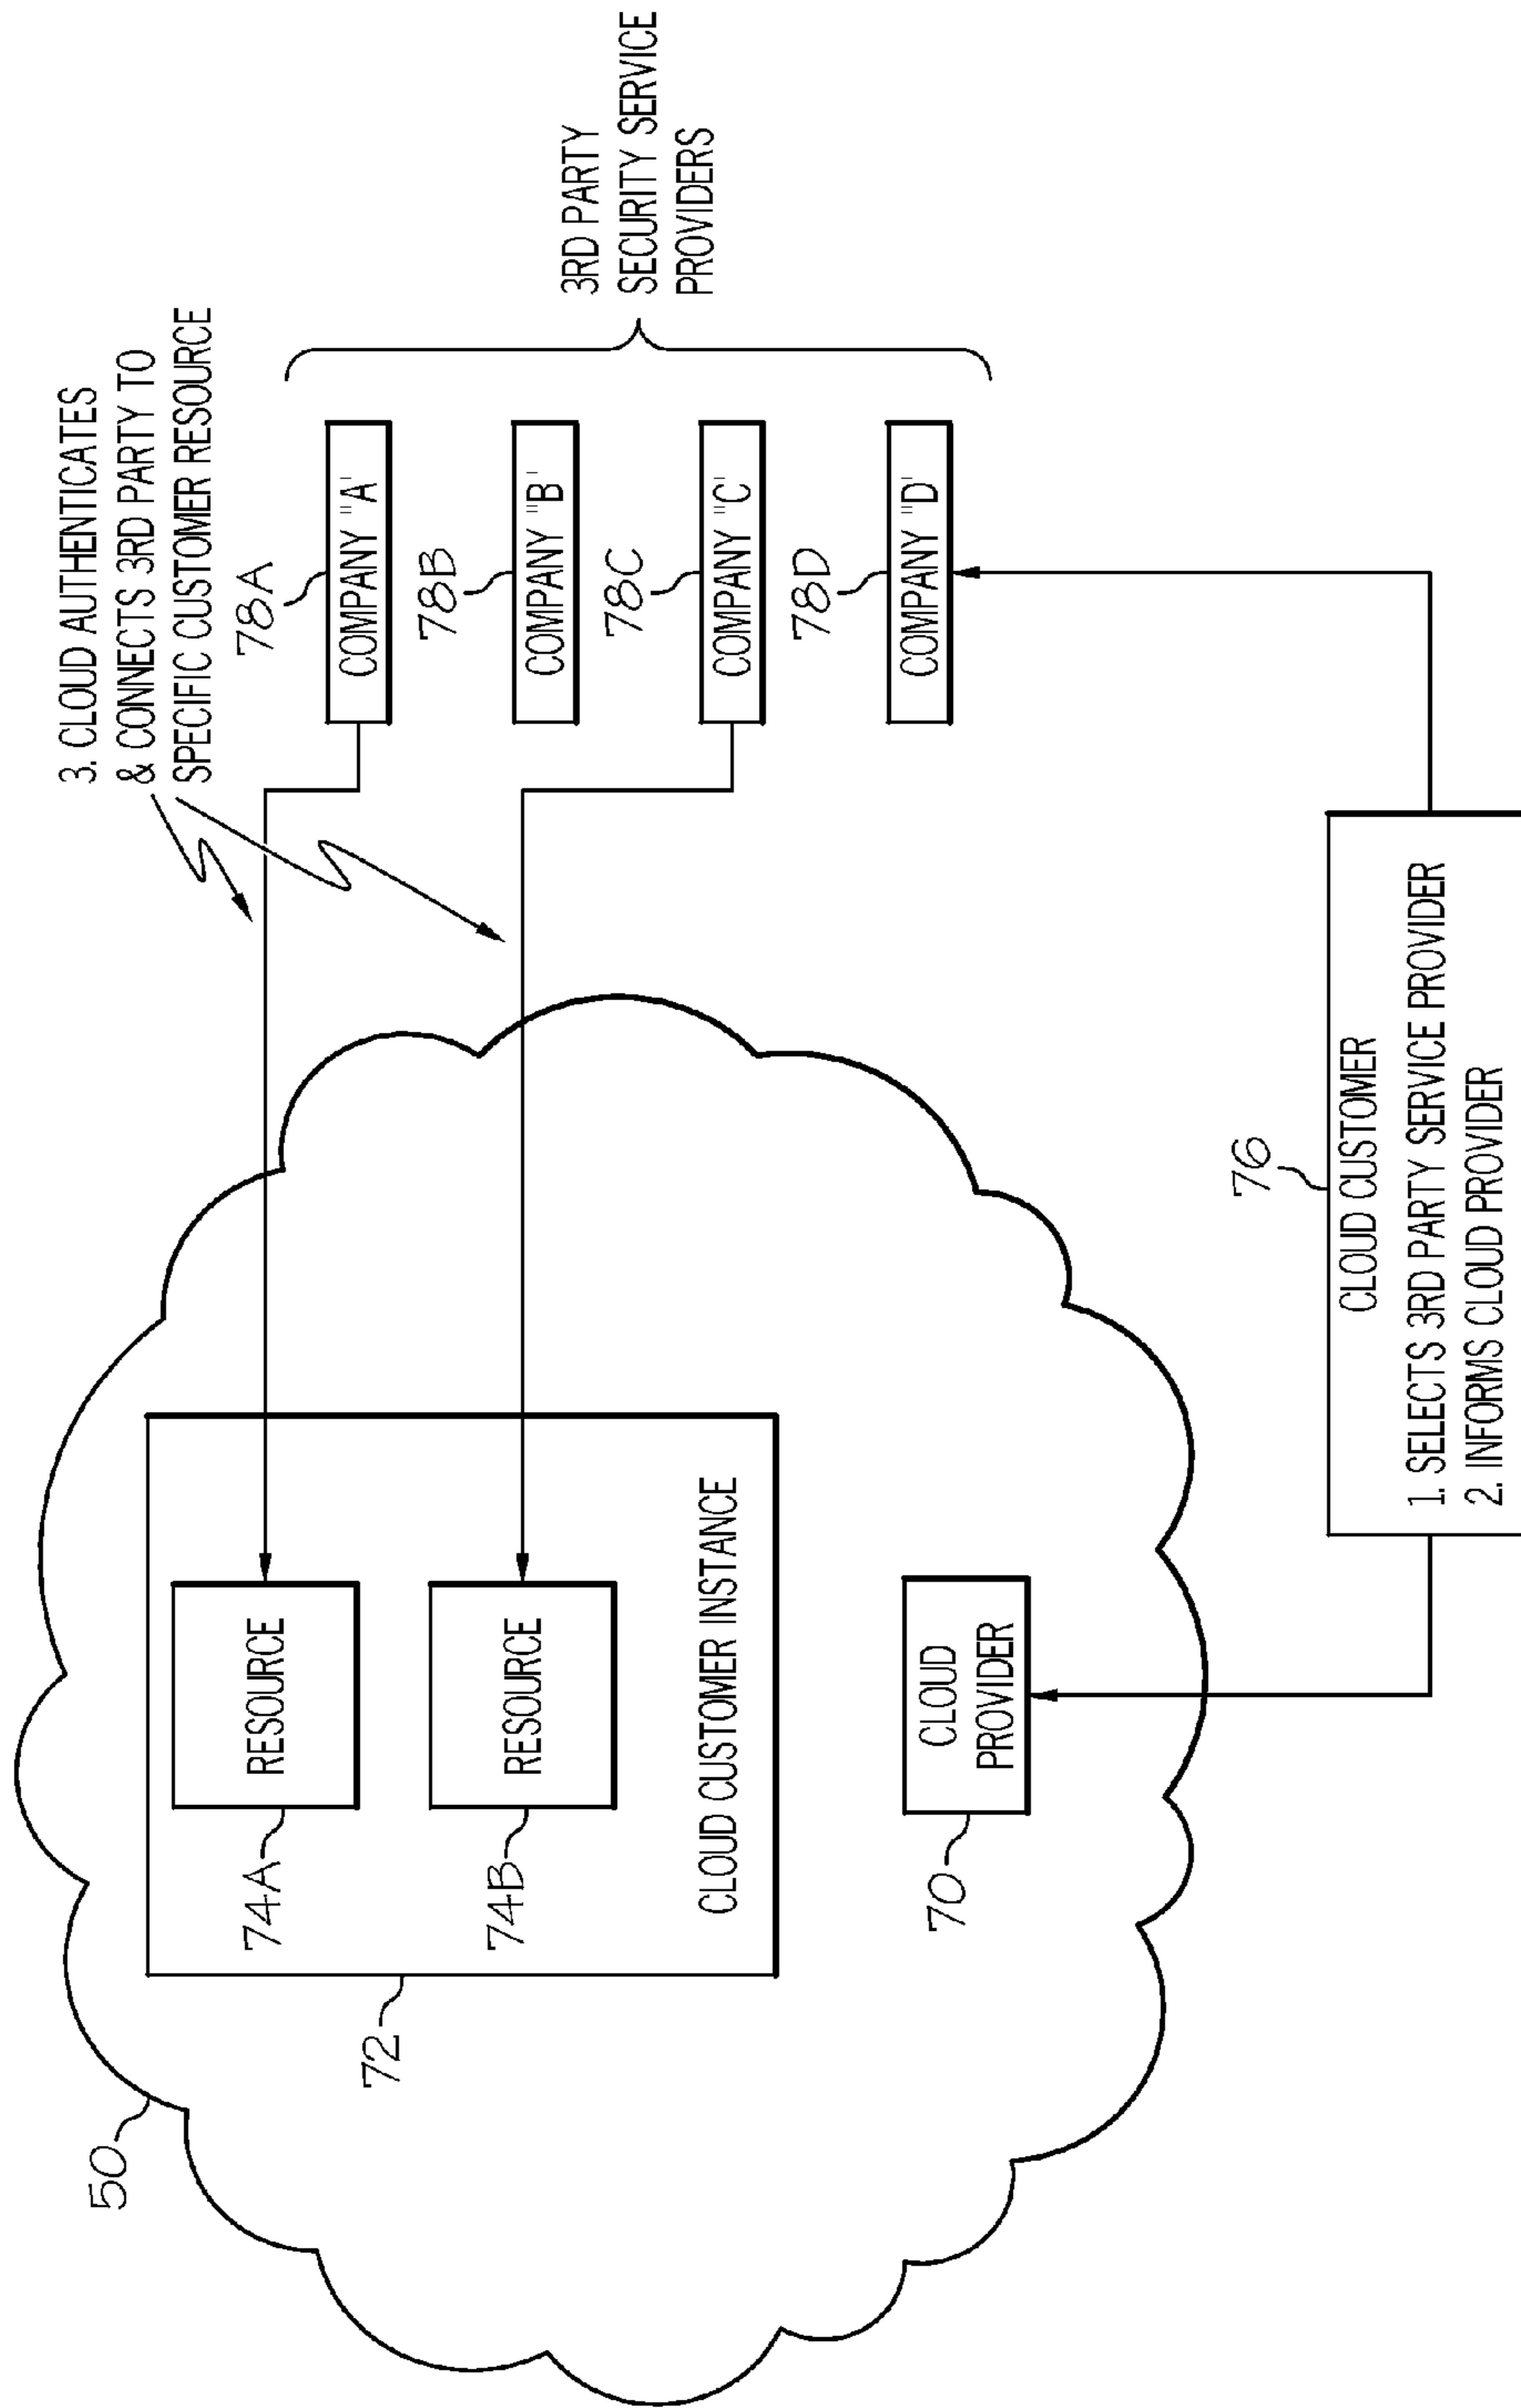 50
72
74A
RESOURCE
74B
RESOURCE
CLOUD CUSTOMER INSTANCE
70
CLOUD
PROVIDER
3. CLOUD AUTHENTICATES
& CONNECTS 3RD PARTY TO
SPECIFIC CUSTOMER RESOURCE
78A
COMPANY "A'
78B
COMPANY "B'
78C
COMPANY "C'
78D
COMPANY "D'
3RD PARTY
SECURITY SERVICE
PROVIDERS
76
CLOUD CUSTOMER
1. SELECTS 3RD PARTY SERVICE PROVIDER
2. INFORMS CLOUD PROVIDER